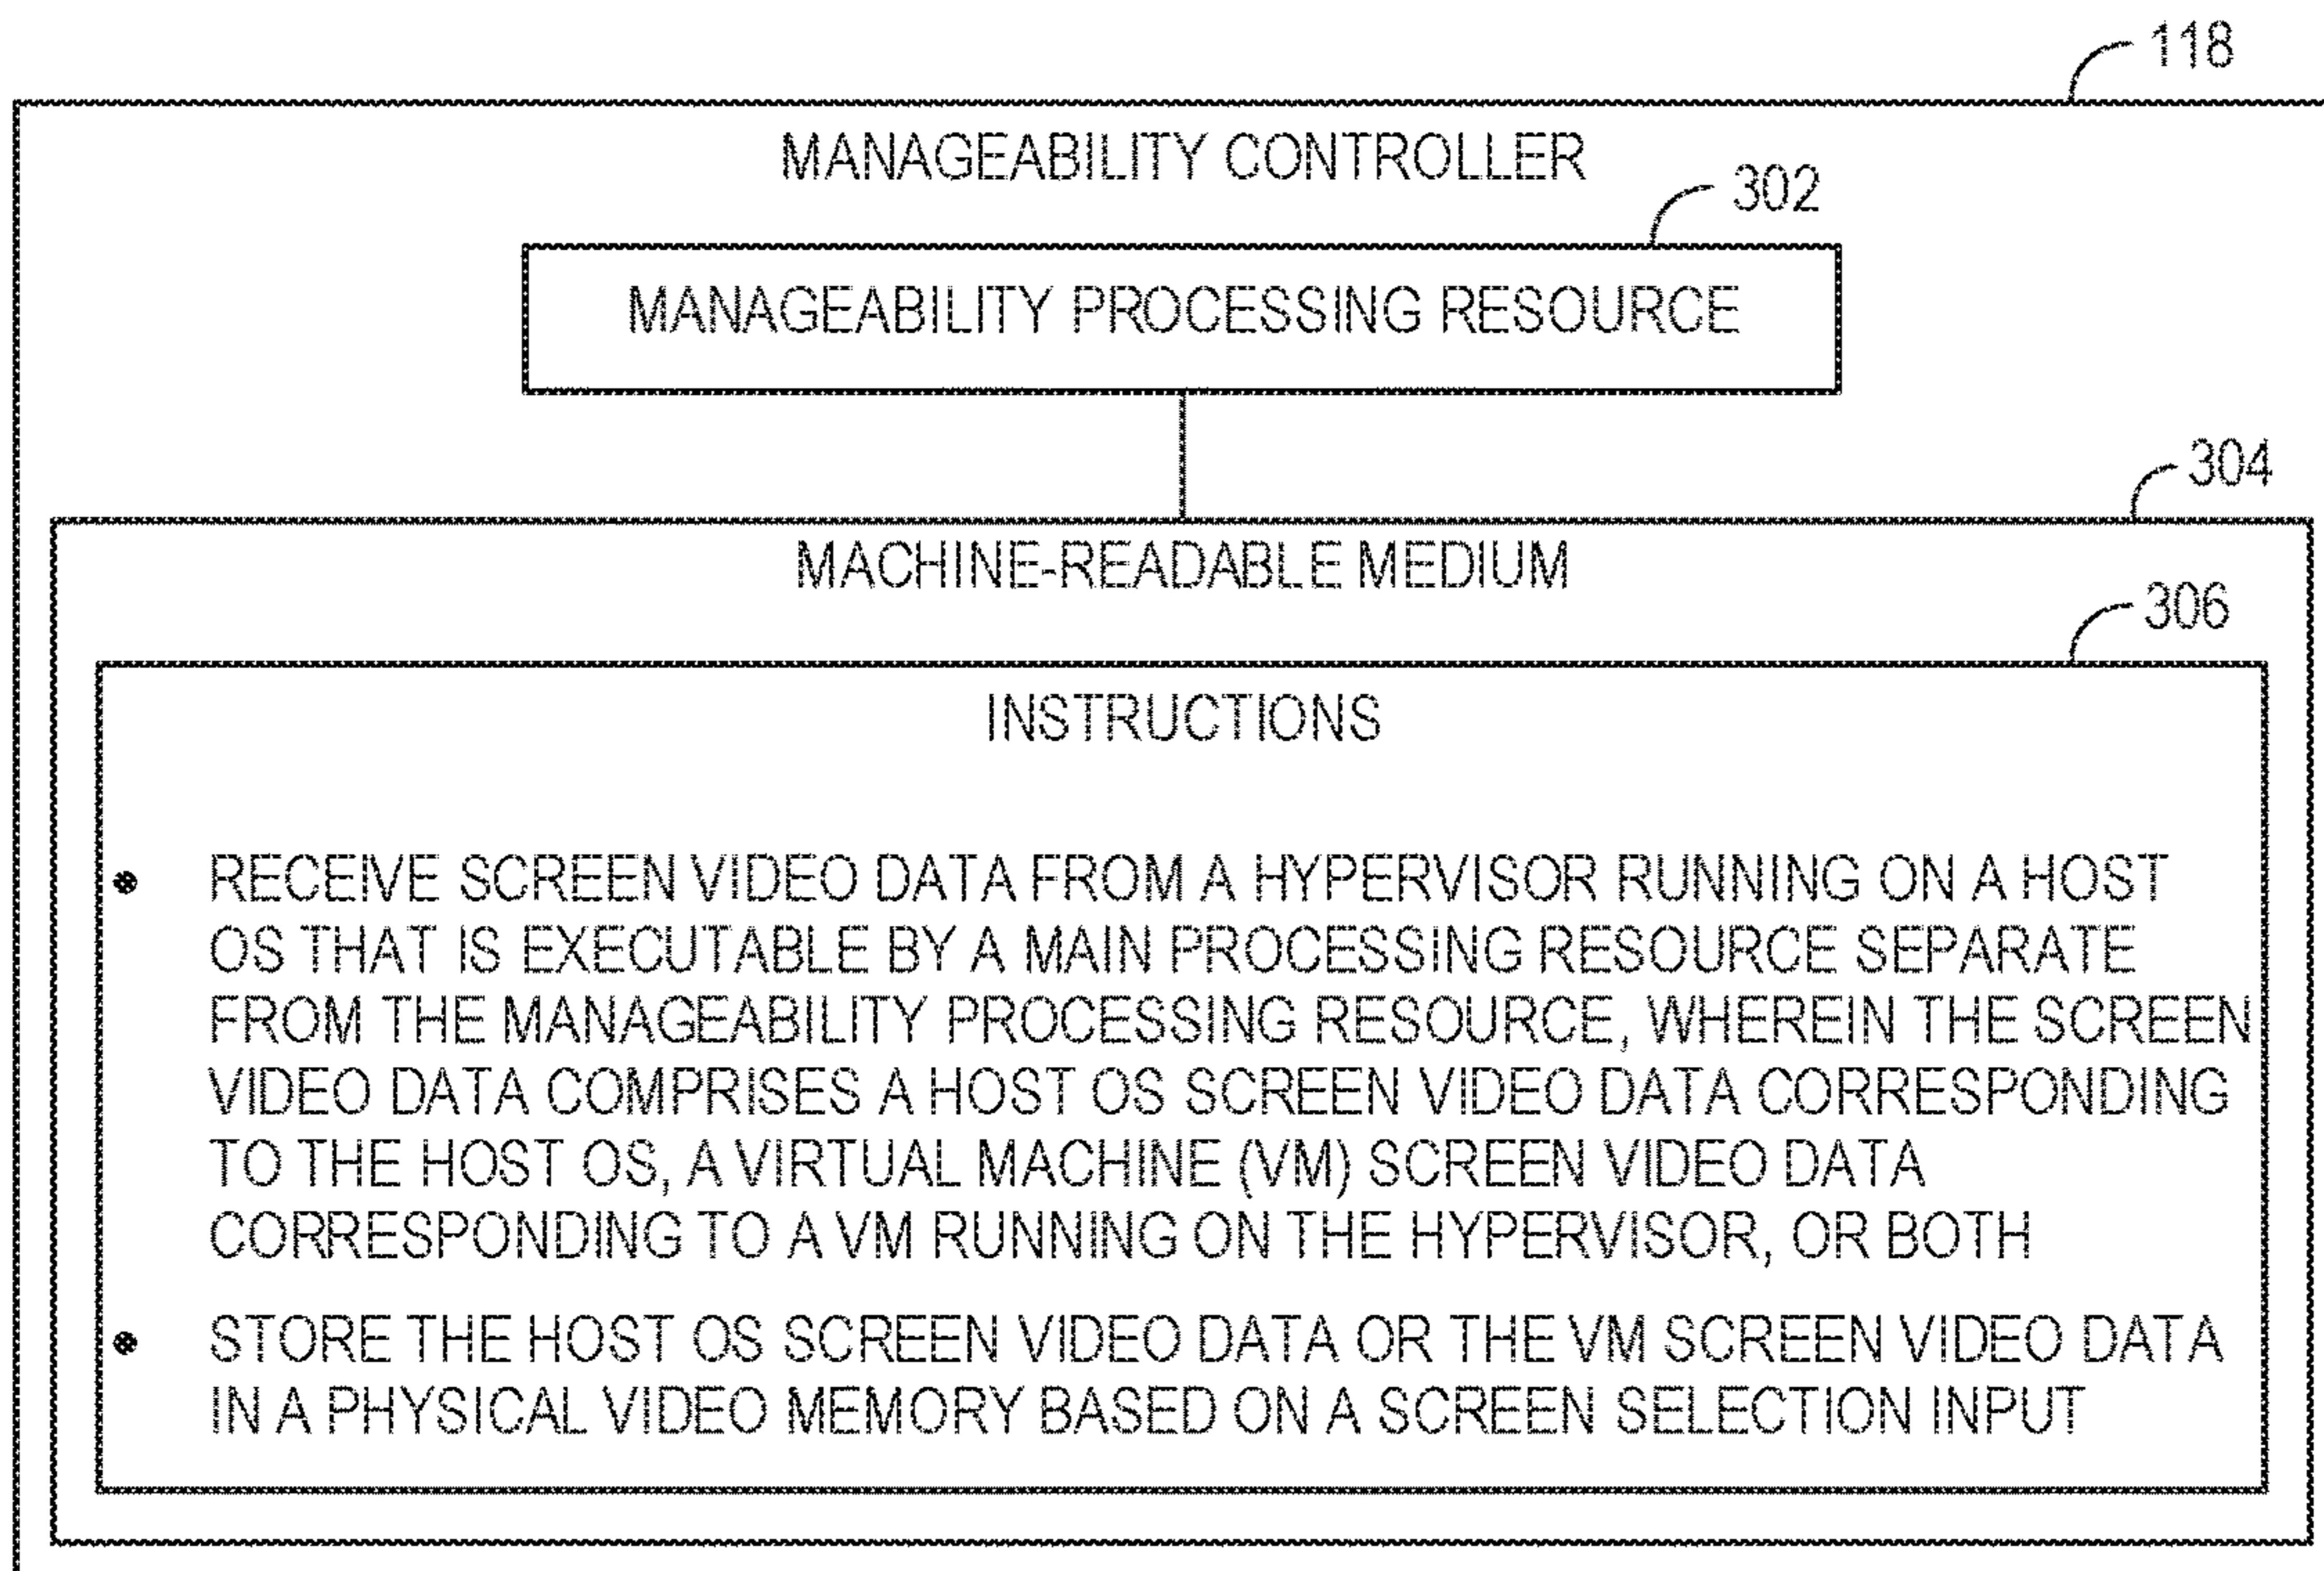 118
MANAGEABILITY CONTROLLER
302
MANAGEABILITY PROCESSING RESOURCE
304
MACHINE-READABLE MEDIUM
306
INSTRUCTIONS
• RECEIVE SCREEN VIDEO DATA FROM A HYPERVISOR RUNNING ON A HOST
OS THAT IS EXECUTABLE BY A MAIN PROCESSING RESOURCE SEPARATE
FROM THE MANAGEABILITY PROCESSING RESOURCE, WHEREIN THE SCREEN
VIDEO DATA COMPRISES A HOST OS SCREEN VIDEO DATA CORRESPONDING
TO THE HOST OS, A VIRTUAL MACHINE (VM) SCREEN VIDEO DATA
CORRESPONDING TO A VM RUNNING ON THE HYPERVISOR, OR BOTH
• STORE THE HOST OS SCREEN VIDEO DATA OR THE VM SCREEN VIDEO DATA
IN A PHYSICAL VIDEO MEMORY BASED ON A SCREEN SELECTION INPUT